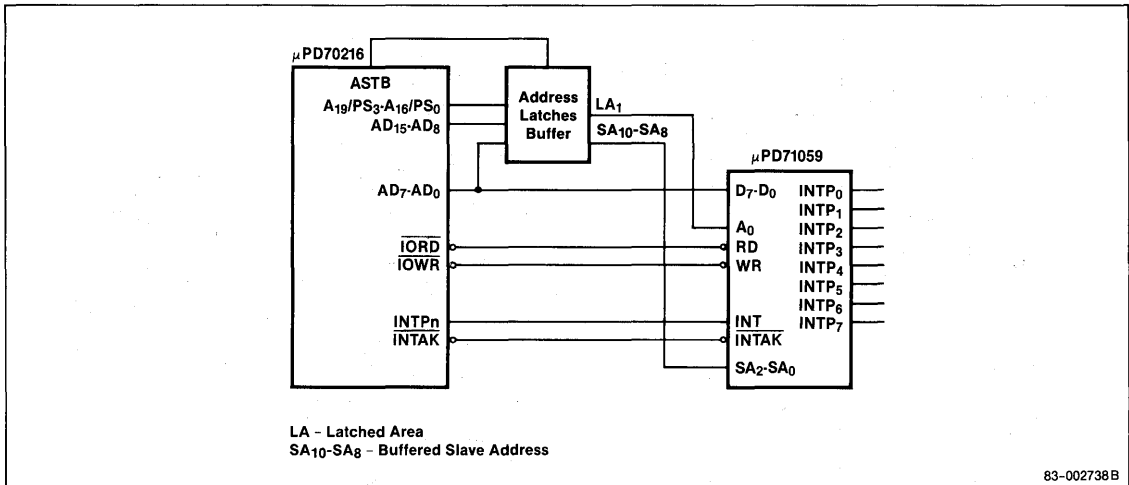 μPD70216
ASTB
A19/PS3-A16/PS0
AD15-AD8
AD7-AD0
IORD
IOWR
INTPn
INTAK
Address
Latches
Buffer
LA1
SA10-SA8
μPD71059
D7-D0
A0
RD
WR
INT
INTAK
SA2-SA0
INTP0
INTP1
INTP2
INTP3
INTP4
INTP5
INTP6
INTP7
LA – Latched Area
SA10-SA8 – Buffered Slave Address
83-002738B